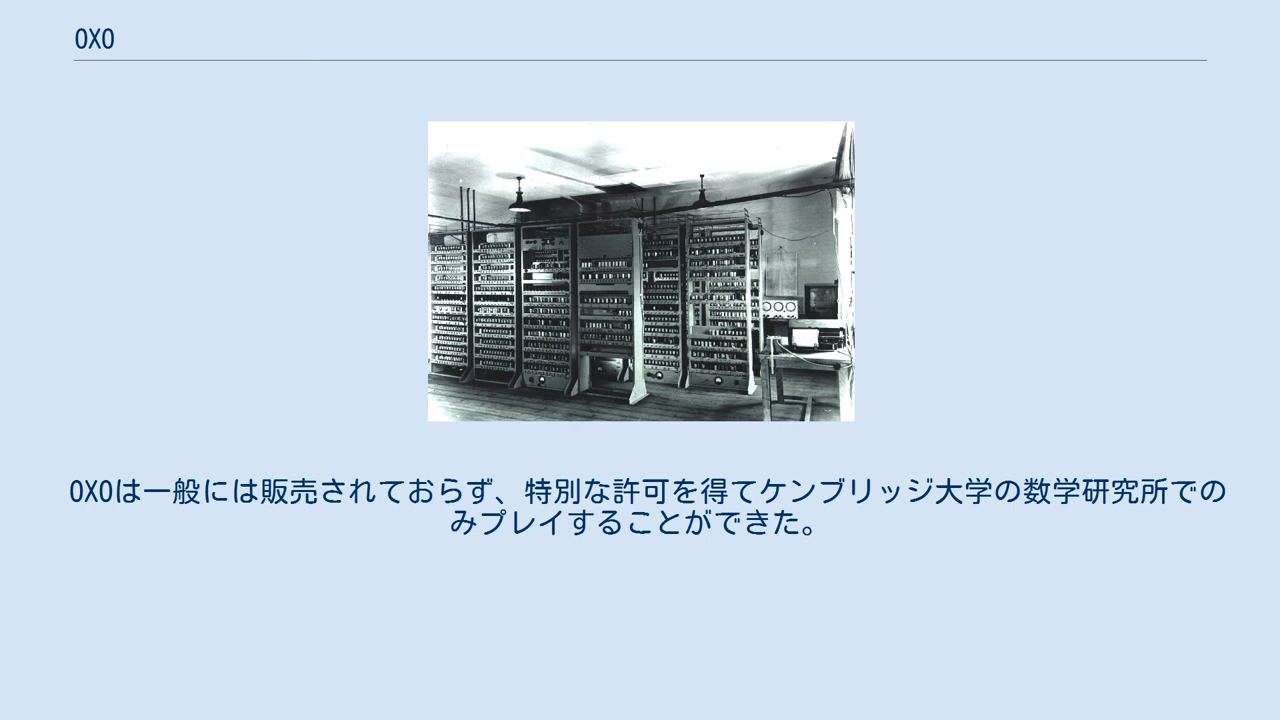 OXO
OXOは一般には販売されておらず、特別な許可を得てケンブリッジ大学の数学研究所での
みプレイすることができた。